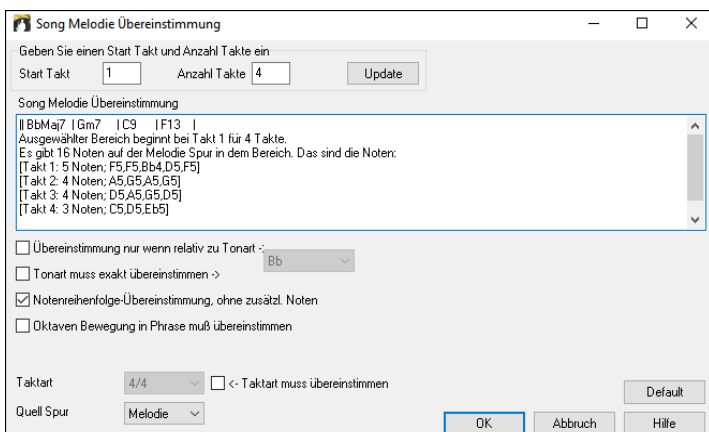 Song Melodie Übereinstimmung
Geben Sie einen Start Takt und Anzahl Takte ein
Start Takt 1 Anzahl Takte 4 Update
Song Melodie Übereinstimmung
|| BbMaj7 | Gm7 | C9 | F13 |
Ausgewählter Bereich beginnt bei Takt 1 für 4 Takte.
Es gibt 16 Noten auf der Melodie Spur in dem Bereich. Das sind die Noten:
[Takt 1: 5 Noten; F5,F5,Bb4,D5,F5]
[Takt 2: 4 Noten; A5,G5,A5,G5]
[Takt 3: 4 Noten; D5,A5,G5,D5]
[Takt 4: 3 Noten; C5,D5,Eb5]
Übereinstimmung nur wenn relativ zu Tonart -:
Bb
Tonart muss exakt übereinstimmen ->
Notenreihenfolge-Übereinstimmung, ohne zusätzl. Noten
Oktaven Bewegung in Phrase muß übereinstimmen
Taktart 4/4 <- Taktart muss übereinstimmen
Default
Quell Spur Melodie
OK Abbruch Hilfe